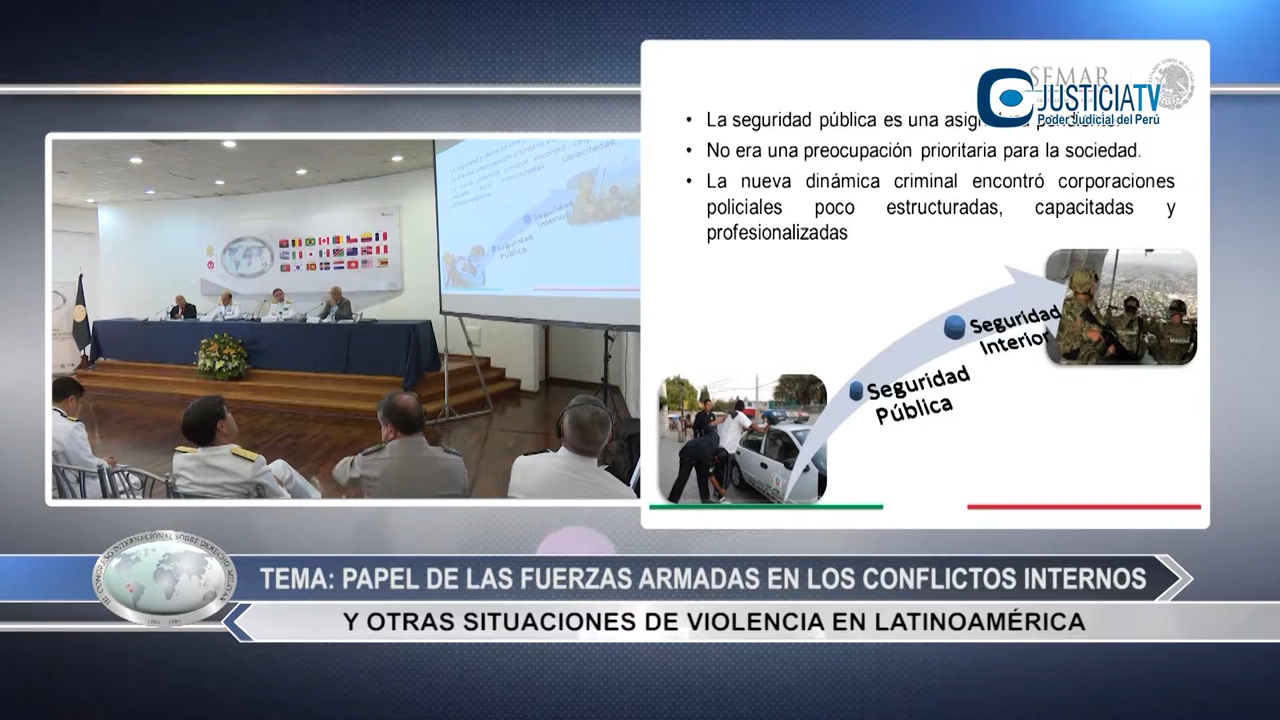 SEMAR
JUSTICIATV
Poder Judicial del Perú
• La seguridad pública es una
• No era una preocupación prioritaria para la sociedad.
• La nueva dinámica criminal encontró corporaciones
policiales poco estructuradas, capacitadas y
profesionalizadas
Seguridad
Interior
Seguridad
Pública
TEMA: PAPEL DE LAS FUERZAS ARMADAS EN LOS CONFLICTOS INTERNOS
Y OTRAS SITUACIONES DE VIOLENCIA EN LATINOAMÉRICA